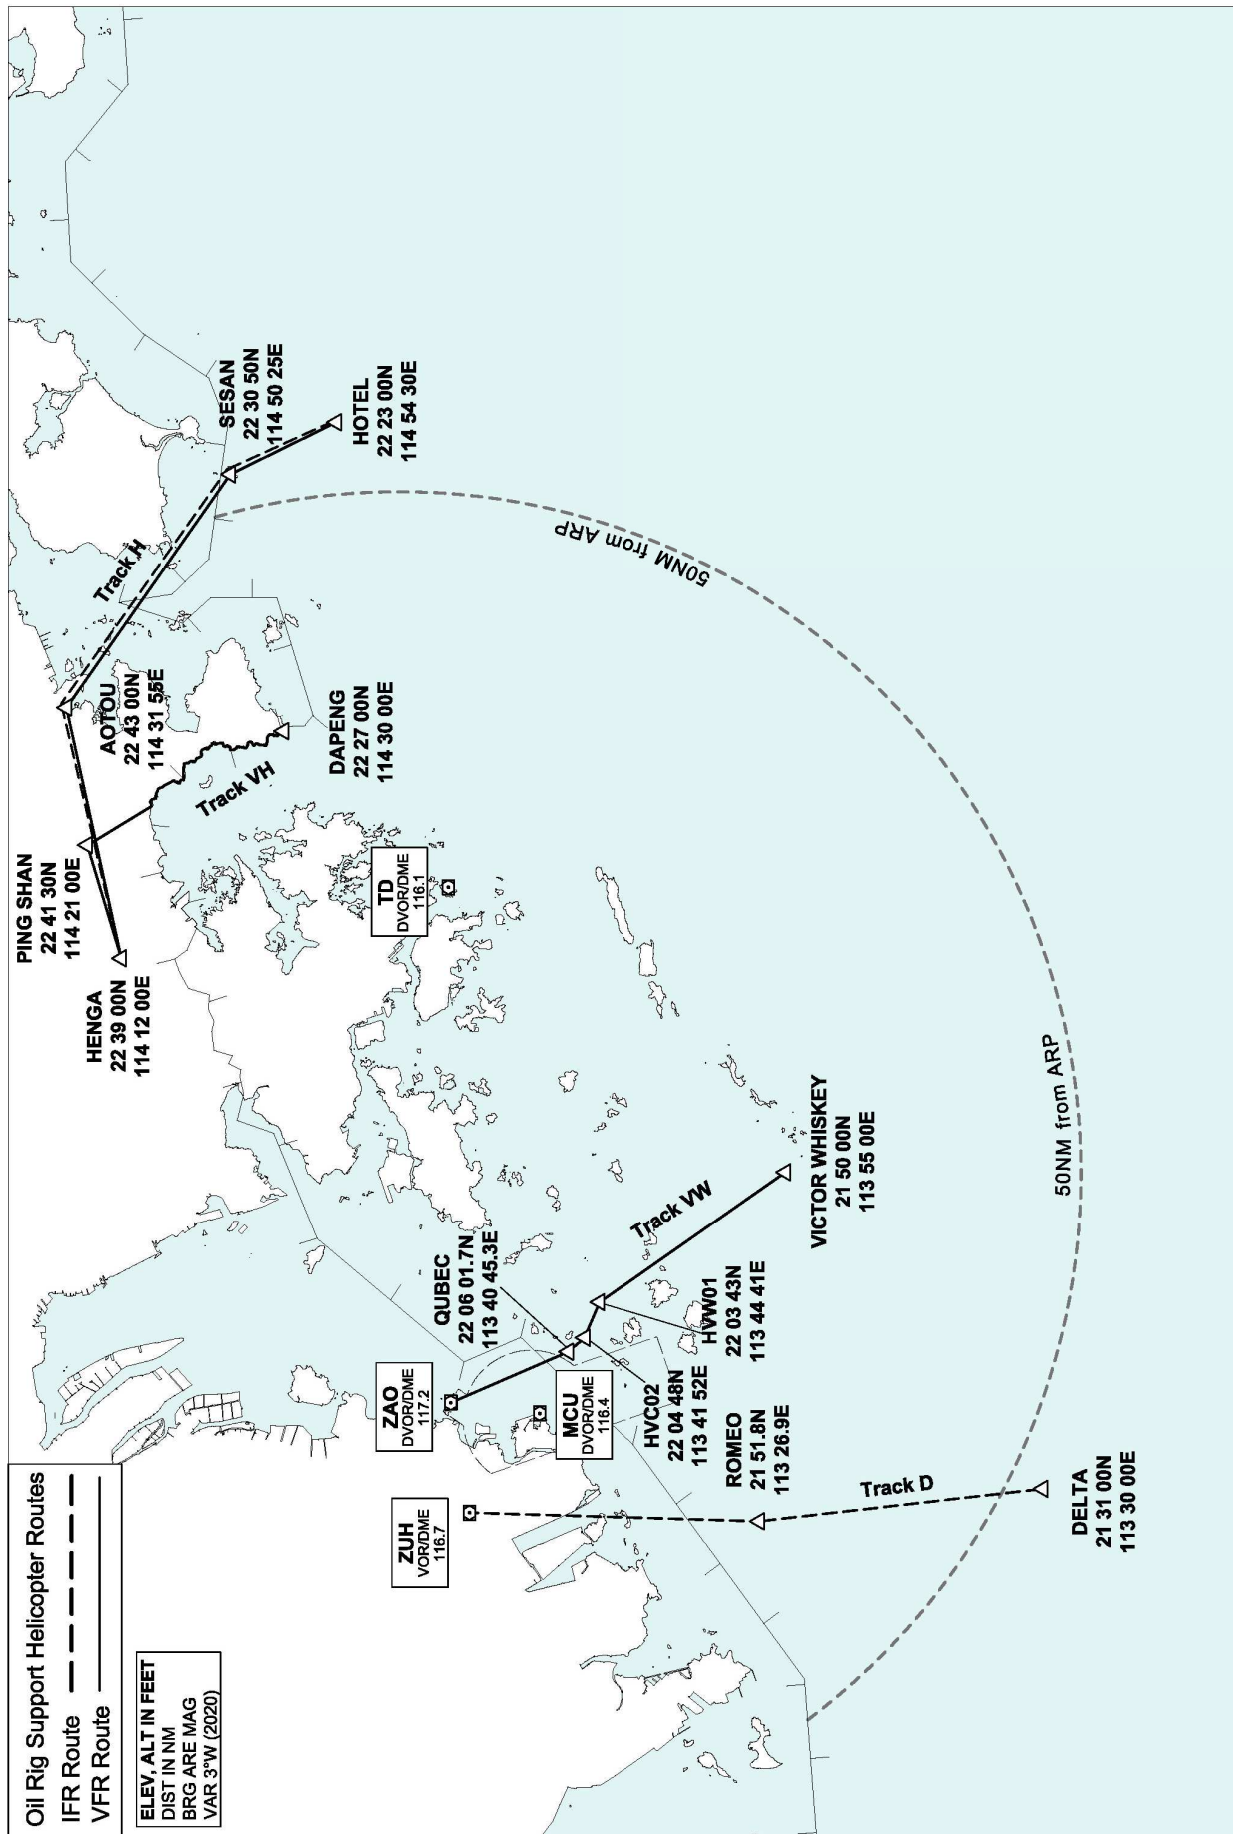 Oil Rig Support Helicopter Routes
IFR Route
VFR Route
ELEV, ALT IN FEET
DIST IN NM
BRG ARE MAG
VAR 3°W (2020)
PING SHAN
22 41 30N
114 21 00E
HENGA
22 39 00N
114 12 00E
AOTOU
22 43 00N
114 31 55E
Track H
SESAN
22 30 50N
114 50 25E
HOTEL
22 23 00N
114 54 30E
Track VH
DAPENG
22 27 00N
114 30 00E
TD
DVOR/DME
116.1
50NM from ARP
ZUH
VOR/DME
116.7
ZAO
DVOR/DME
117.2
QUBEC
22 06 01.7N
113 40 45.3E
MCU
DVOR/DME
116.4
HVC02
22 04 48N
113 41 52E
HVW01
22 03 43N
113 44 41E
Track VW
VICTOR WHISKEY
21 50 00N
113 55 00E
ROMEO
21 51.8N
113 26.9E
Track D
DELTA
21 31 00N
113 30 00E
50NM from ARP